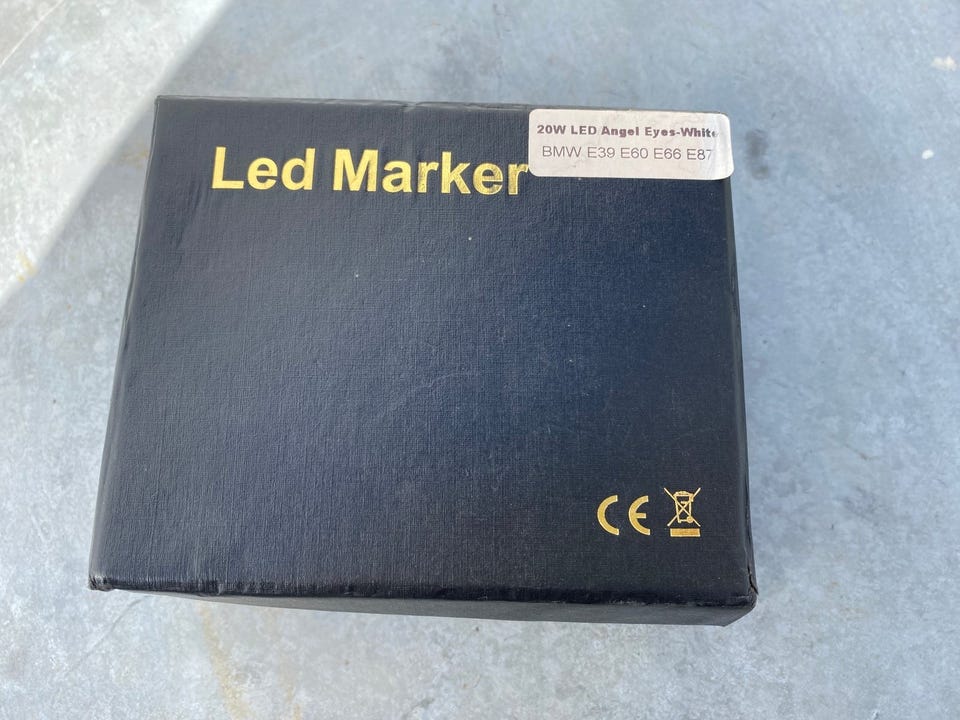 Led Marker
20W LED Angel Eyes-White
BMW E39 E60 E66 E87
CE